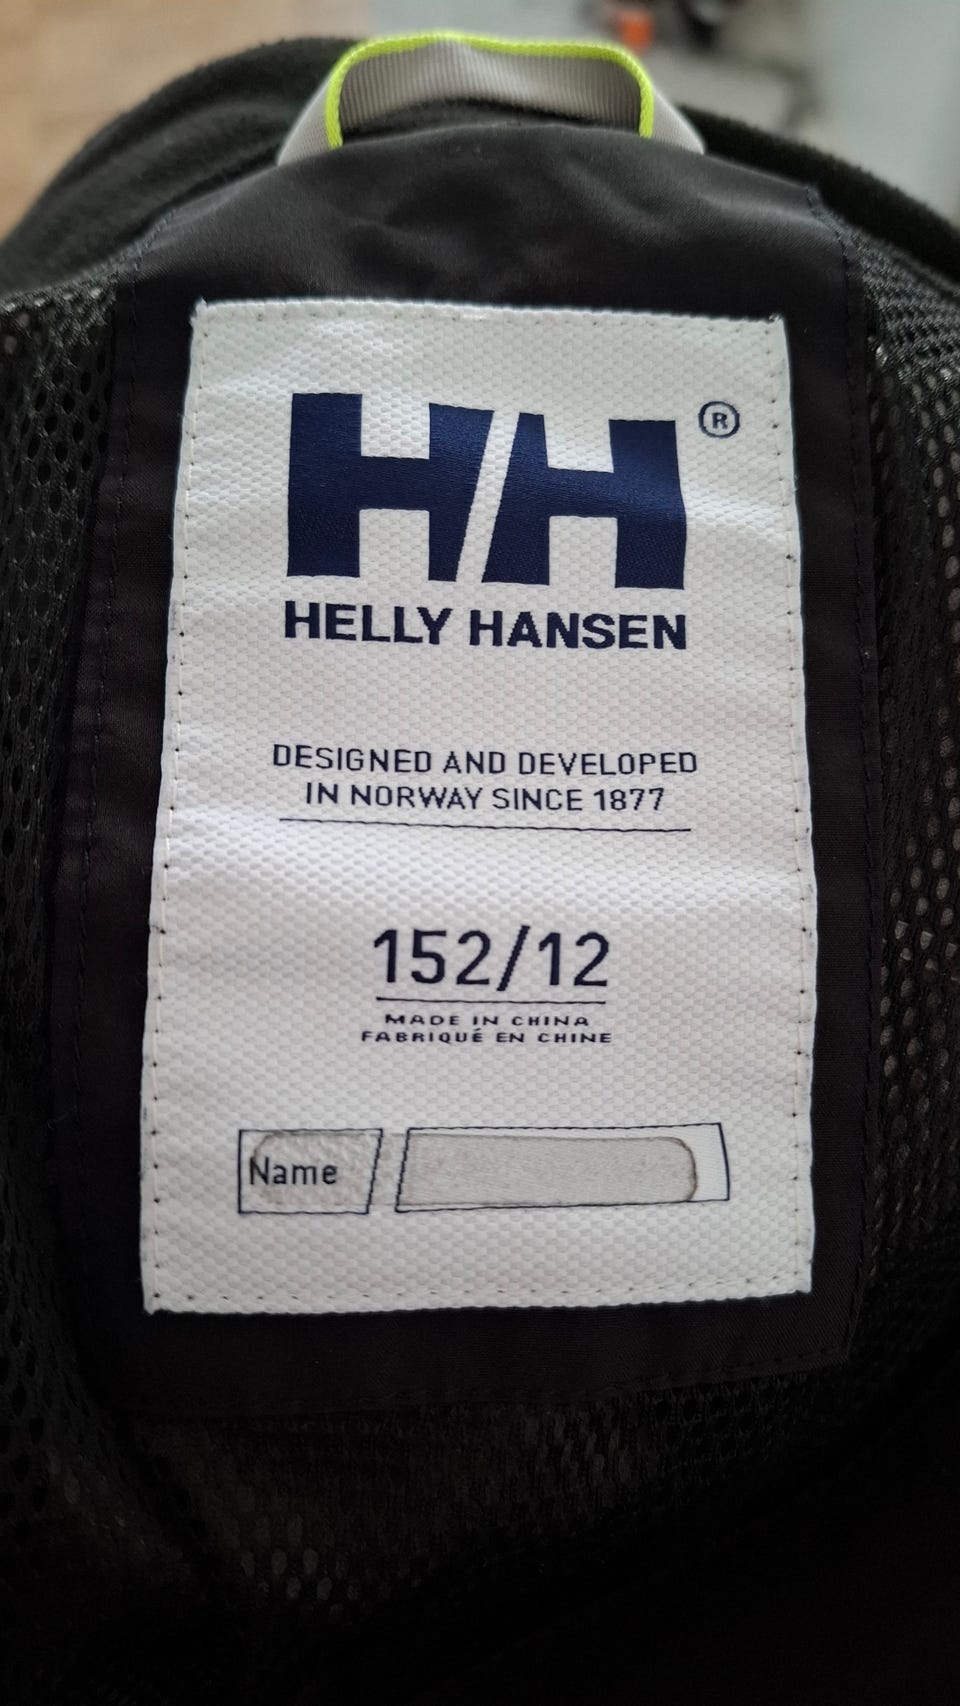 HH®
HELLY HANSEN
DESIGNED AND DEVELOPED
IN NORWAY SINCE 1877
152/12
MADE IN CHINA
FABRIQUÉ EN CHINE
Name